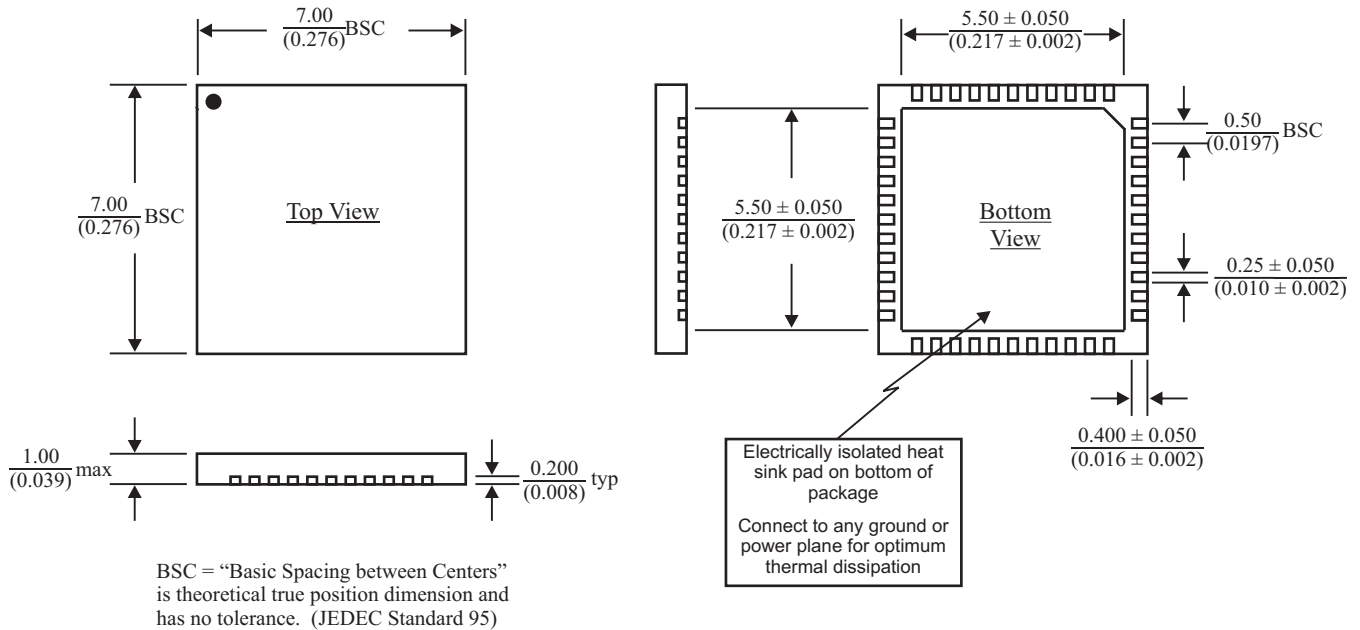 7.00
(0.276) BSC
7.00
(0.276) BSC
Top View
1.00
(0.039) max
0.200
(0.008) typ
BSC = “Basic Spacing between Centers”
is theoretical true position dimension and
has no tolerance. (JEDEC Standard 95)
5.50 ± 0.050
(0.217 ± 0.002)
5.50 ± 0.050
(0.217 ± 0.002)
Bottom
View
0.50
(0.0197) BSC
0.25 ± 0.050
(0.010 ± 0.002)
0.400 ± 0.050
(0.016 ± 0.002)
Electrically isolated heat
sink pad on bottom of
package
Connect to any ground or
power plane for optimum
thermal dissipation